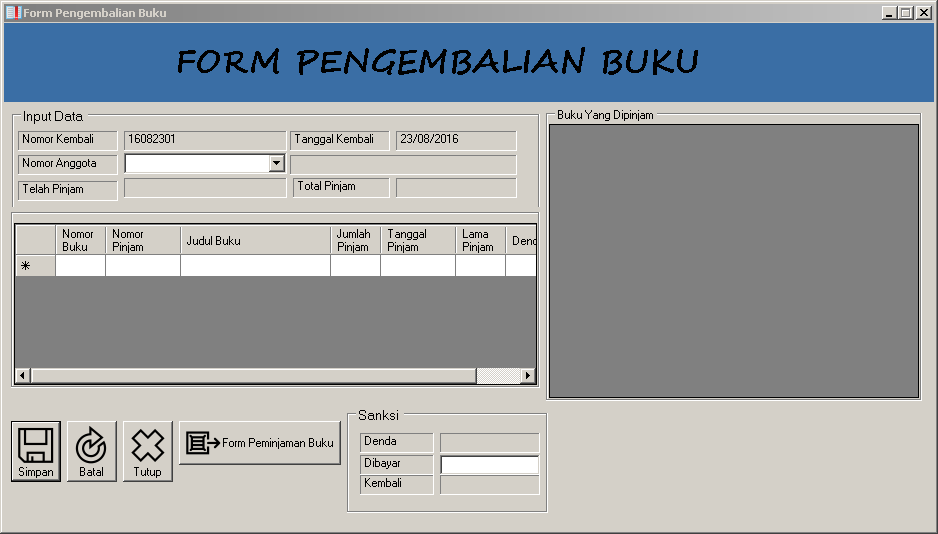 Form Pengembalian Buku
FORM PENGEMBALIAN BUKU
Input Data
Nomor Kembali 16082301 Tanggal Kembali 23/08/2016
Nomor Anggota
Telah Pinjam Total Pinjam
Buku Yang Dipinjam
Nomor Buku Nomor Pinjam Judul Buku Jumlah Pinjam Tanggal Pinjam Lama Pinjam Denc
Simpan Batal Tutup Form Peminjaman Buku
Sanksi
Denda
Dibayar
Kembali